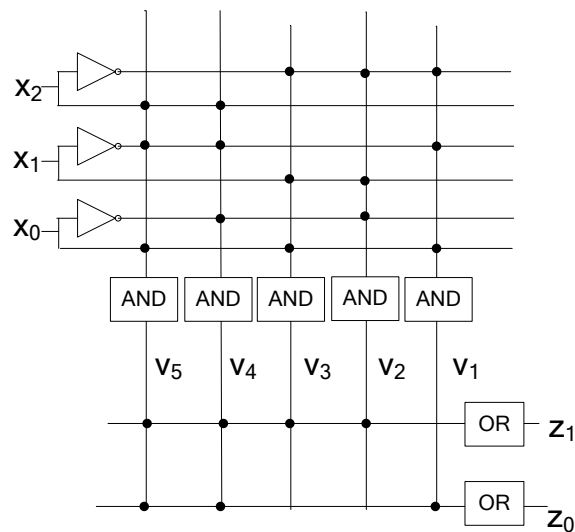 x₂
x₁
x₀
AND AND AND AND AND
v₅ v₄ v₃ v₂ v₁
OR z₁
OR z₀